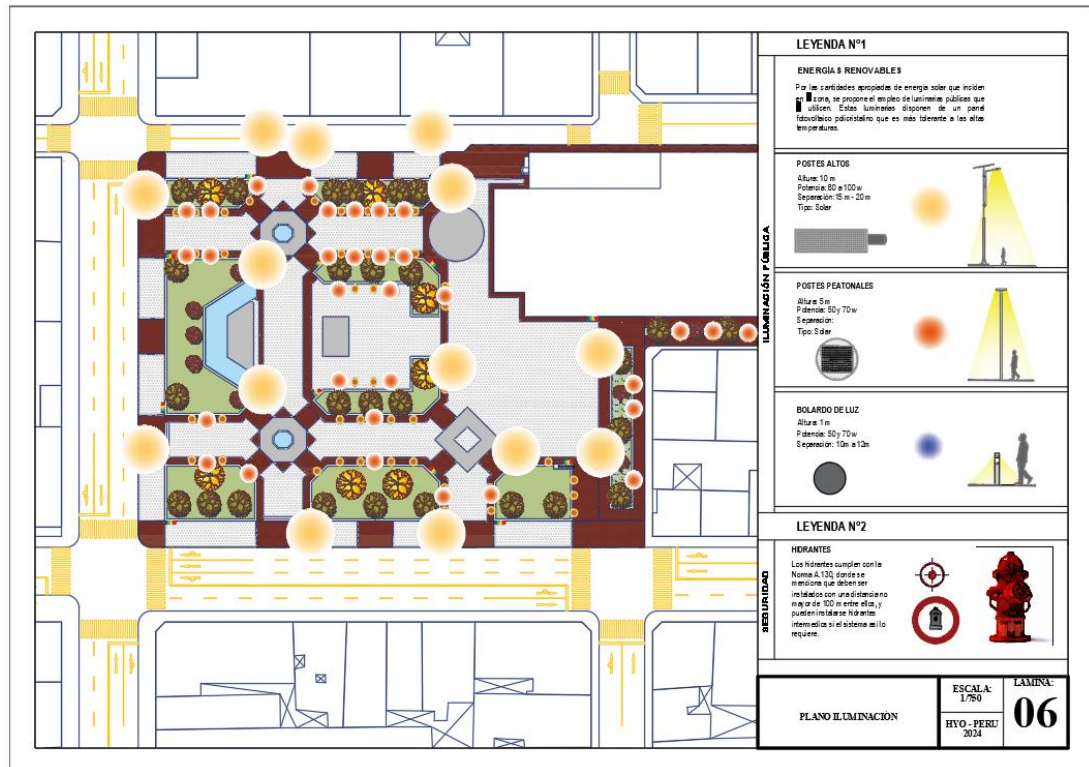 LEYENDA N°1
ILUMINACIÓN PÚBLICA
ENERGÍAS RENOVABLES
Por las cantidades apropiadas de energia solar que inciden
en zona, se propone el empleo de luminarias públicas que
utilicen. Estas luminarias disponen de un panel
fotovoltaico policristalino que es más tolerante a las altas
temperaturas.
POSTES ALTOS
Altura: 10 m
Potencia: 80 a 100 w
Separación: 15 m - 20 m
Tipo: Solar
POSTES PEATONALES
Altura: 5 m
Potencia: 50 y 70 w
Separación:
Tipo: Solar
BOLARDO DE LUZ
Altura: 1 m
Potencia: 50 y 70 w
Separación: 10m a 12m
LEYENDA N°2
SEGURIDAD
HIDRANTES
Los hidrantes cumplen con la
Norma A.130, donde se
menciona que deben ser
instalados con una distancia no
mayor de 100 m entre ellos, y
pueden instalarse hidrantes
intermedios si el sistema asi lo
requiere.
PLANO ILUMINACIÓN
ESCALA:
1/750
HYO - PERU
2024
LAMINA:
06